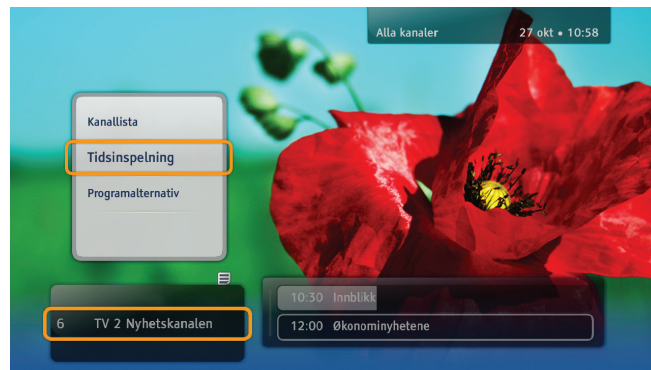 Alla kanaler 27 okt • 10:58
Kanallista
Tidsinspelning
Programalternativ
10:30 Innblikk
6 TV 2 Nyhetskanalen
12:00 Økonominyhetene